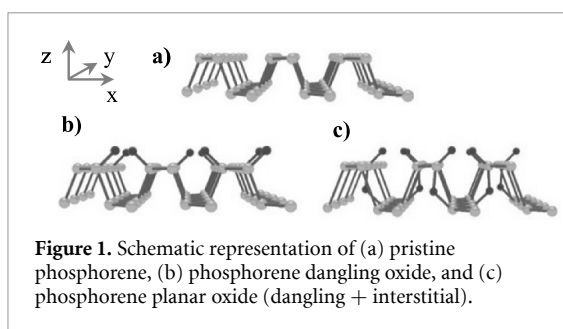 z
y
x
a)
b)
c)
Figure 1. Schematic representation of (a) pristine
phosphorene, (b) phosphorene dangling oxide, and (c)
phosphorene planar oxide (dangling + interstitial).